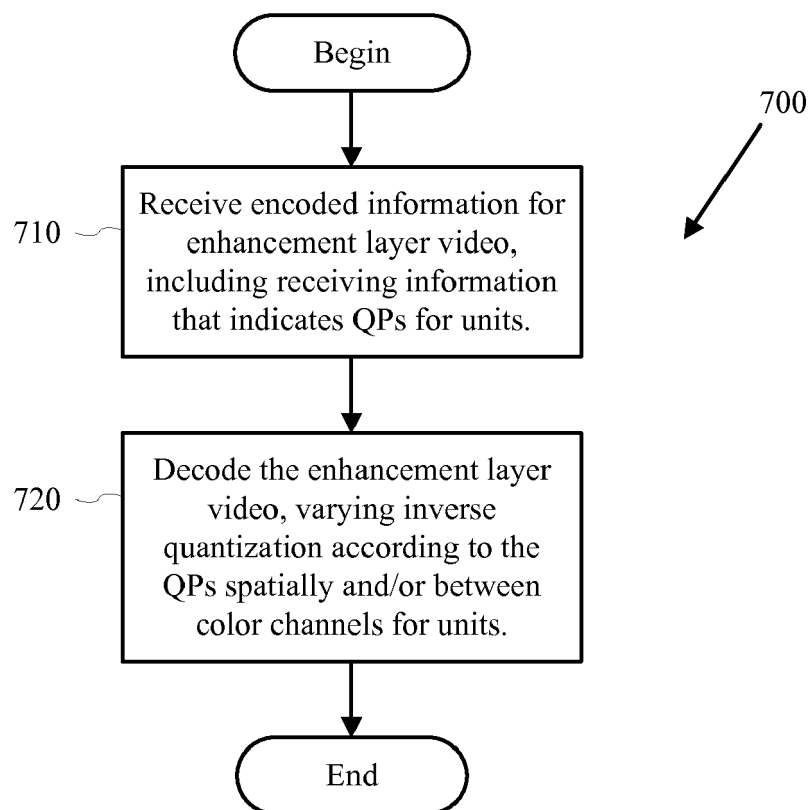 Begin
700
710
Receive encoded information for
enhancement layer video,
including receiving information
that indicates QPs for units.
720
Decode the enhancement layer
video, varying inverse
quantization according to the
QPs spatially and/or between
color channels for units.
End